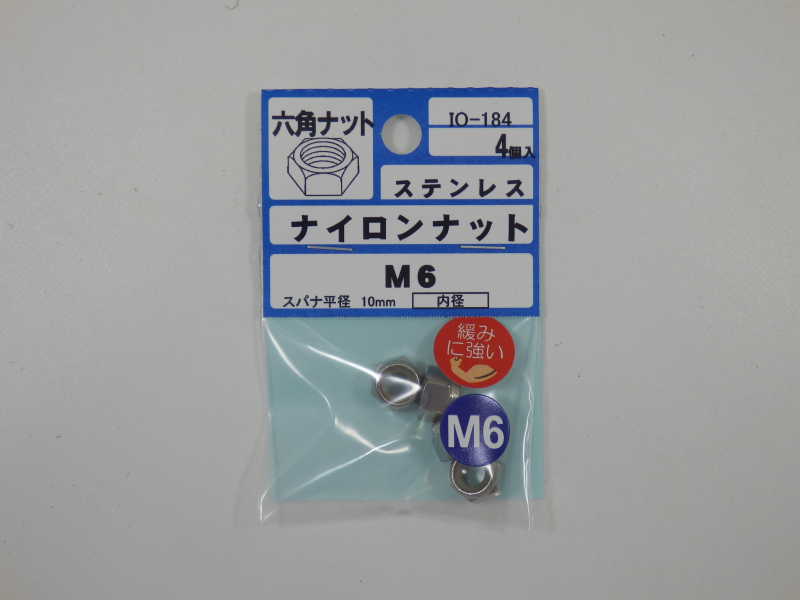 六角ナット
IO-184
4個入
ステンレス
ナイロンナット
M6
スパナ平径 10mm 内径
緩み
に強い
M6